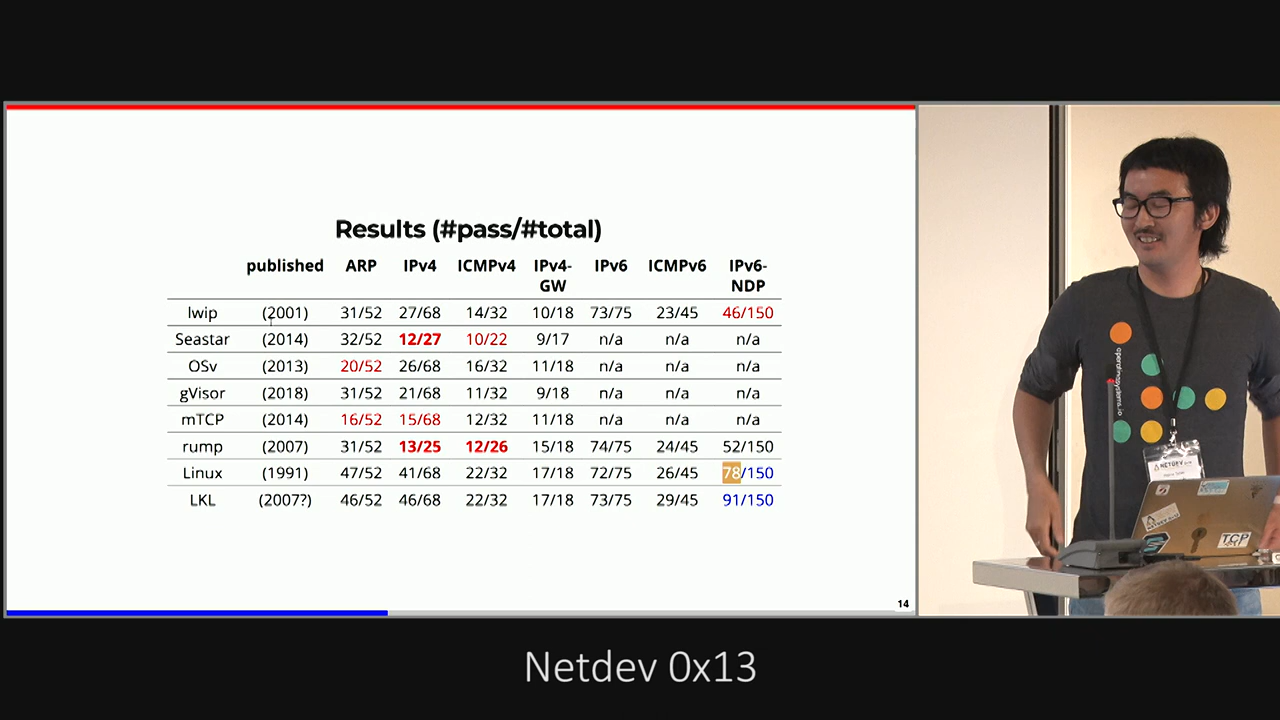 Results (#pass/#total)
published ARP IPv4 ICMPv4 IPv4-GW IPv6 ICMPv6 IPv6-NDP
lwip (2001) 31/52 27/68 14/32 10/18 73/75 23/45 46/150
Seastar (2014) 32/52 12/27 10/22 9/17 n/a n/a n/a
OSv (2013) 20/52 26/68 16/32 11/18 n/a n/a n/a
gVisor (2018) 31/52 21/68 11/32 9/18 n/a n/a n/a
mTCP (2014) 16/52 15/68 12/32 11/18 n/a n/a n/a
rump (2007) 31/52 13/25 12/26 15/18 74/75 24/45 52/150
Linux (1991) 47/52 41/68 22/32 17/18 72/75 26/45 78/150
LKL (2007?) 46/52 46/68 22/32 17/18 73/75 29/45 91/150
14
operatingsystems.io
NETDEV
TCP
Netdev 0x13